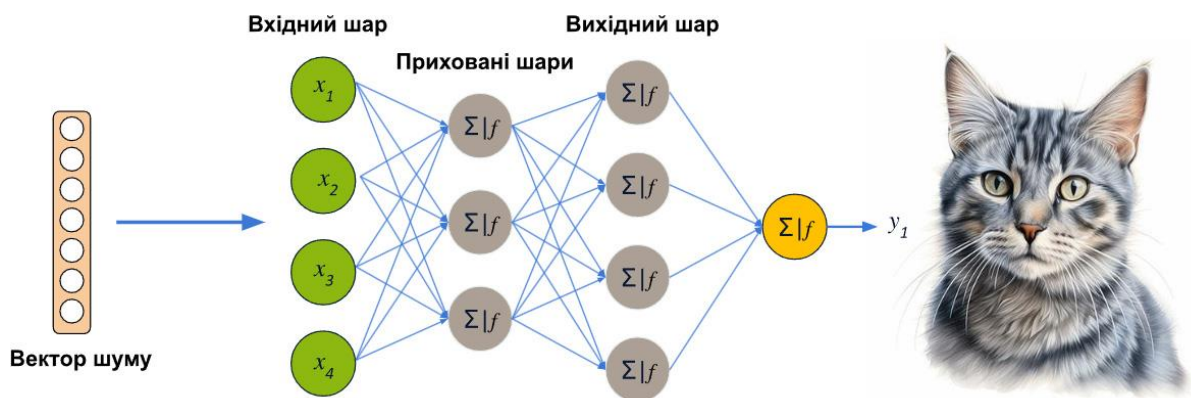 Вхідний шар
Вихідний шар
Приховані шари
x₁
x₂
x₃
x₄
Σ|f
Σ|f
Σ|f
Σ|f
Σ|f
Σ|f
Σ|f
Σ|f
y₁
Вектор шуму